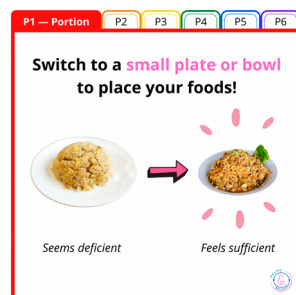 P1 — Portion
P2
P3
P4
P5
P6
Switch to a small plate or bowl
to place your foods!
Seems deficient
Feels sufficient